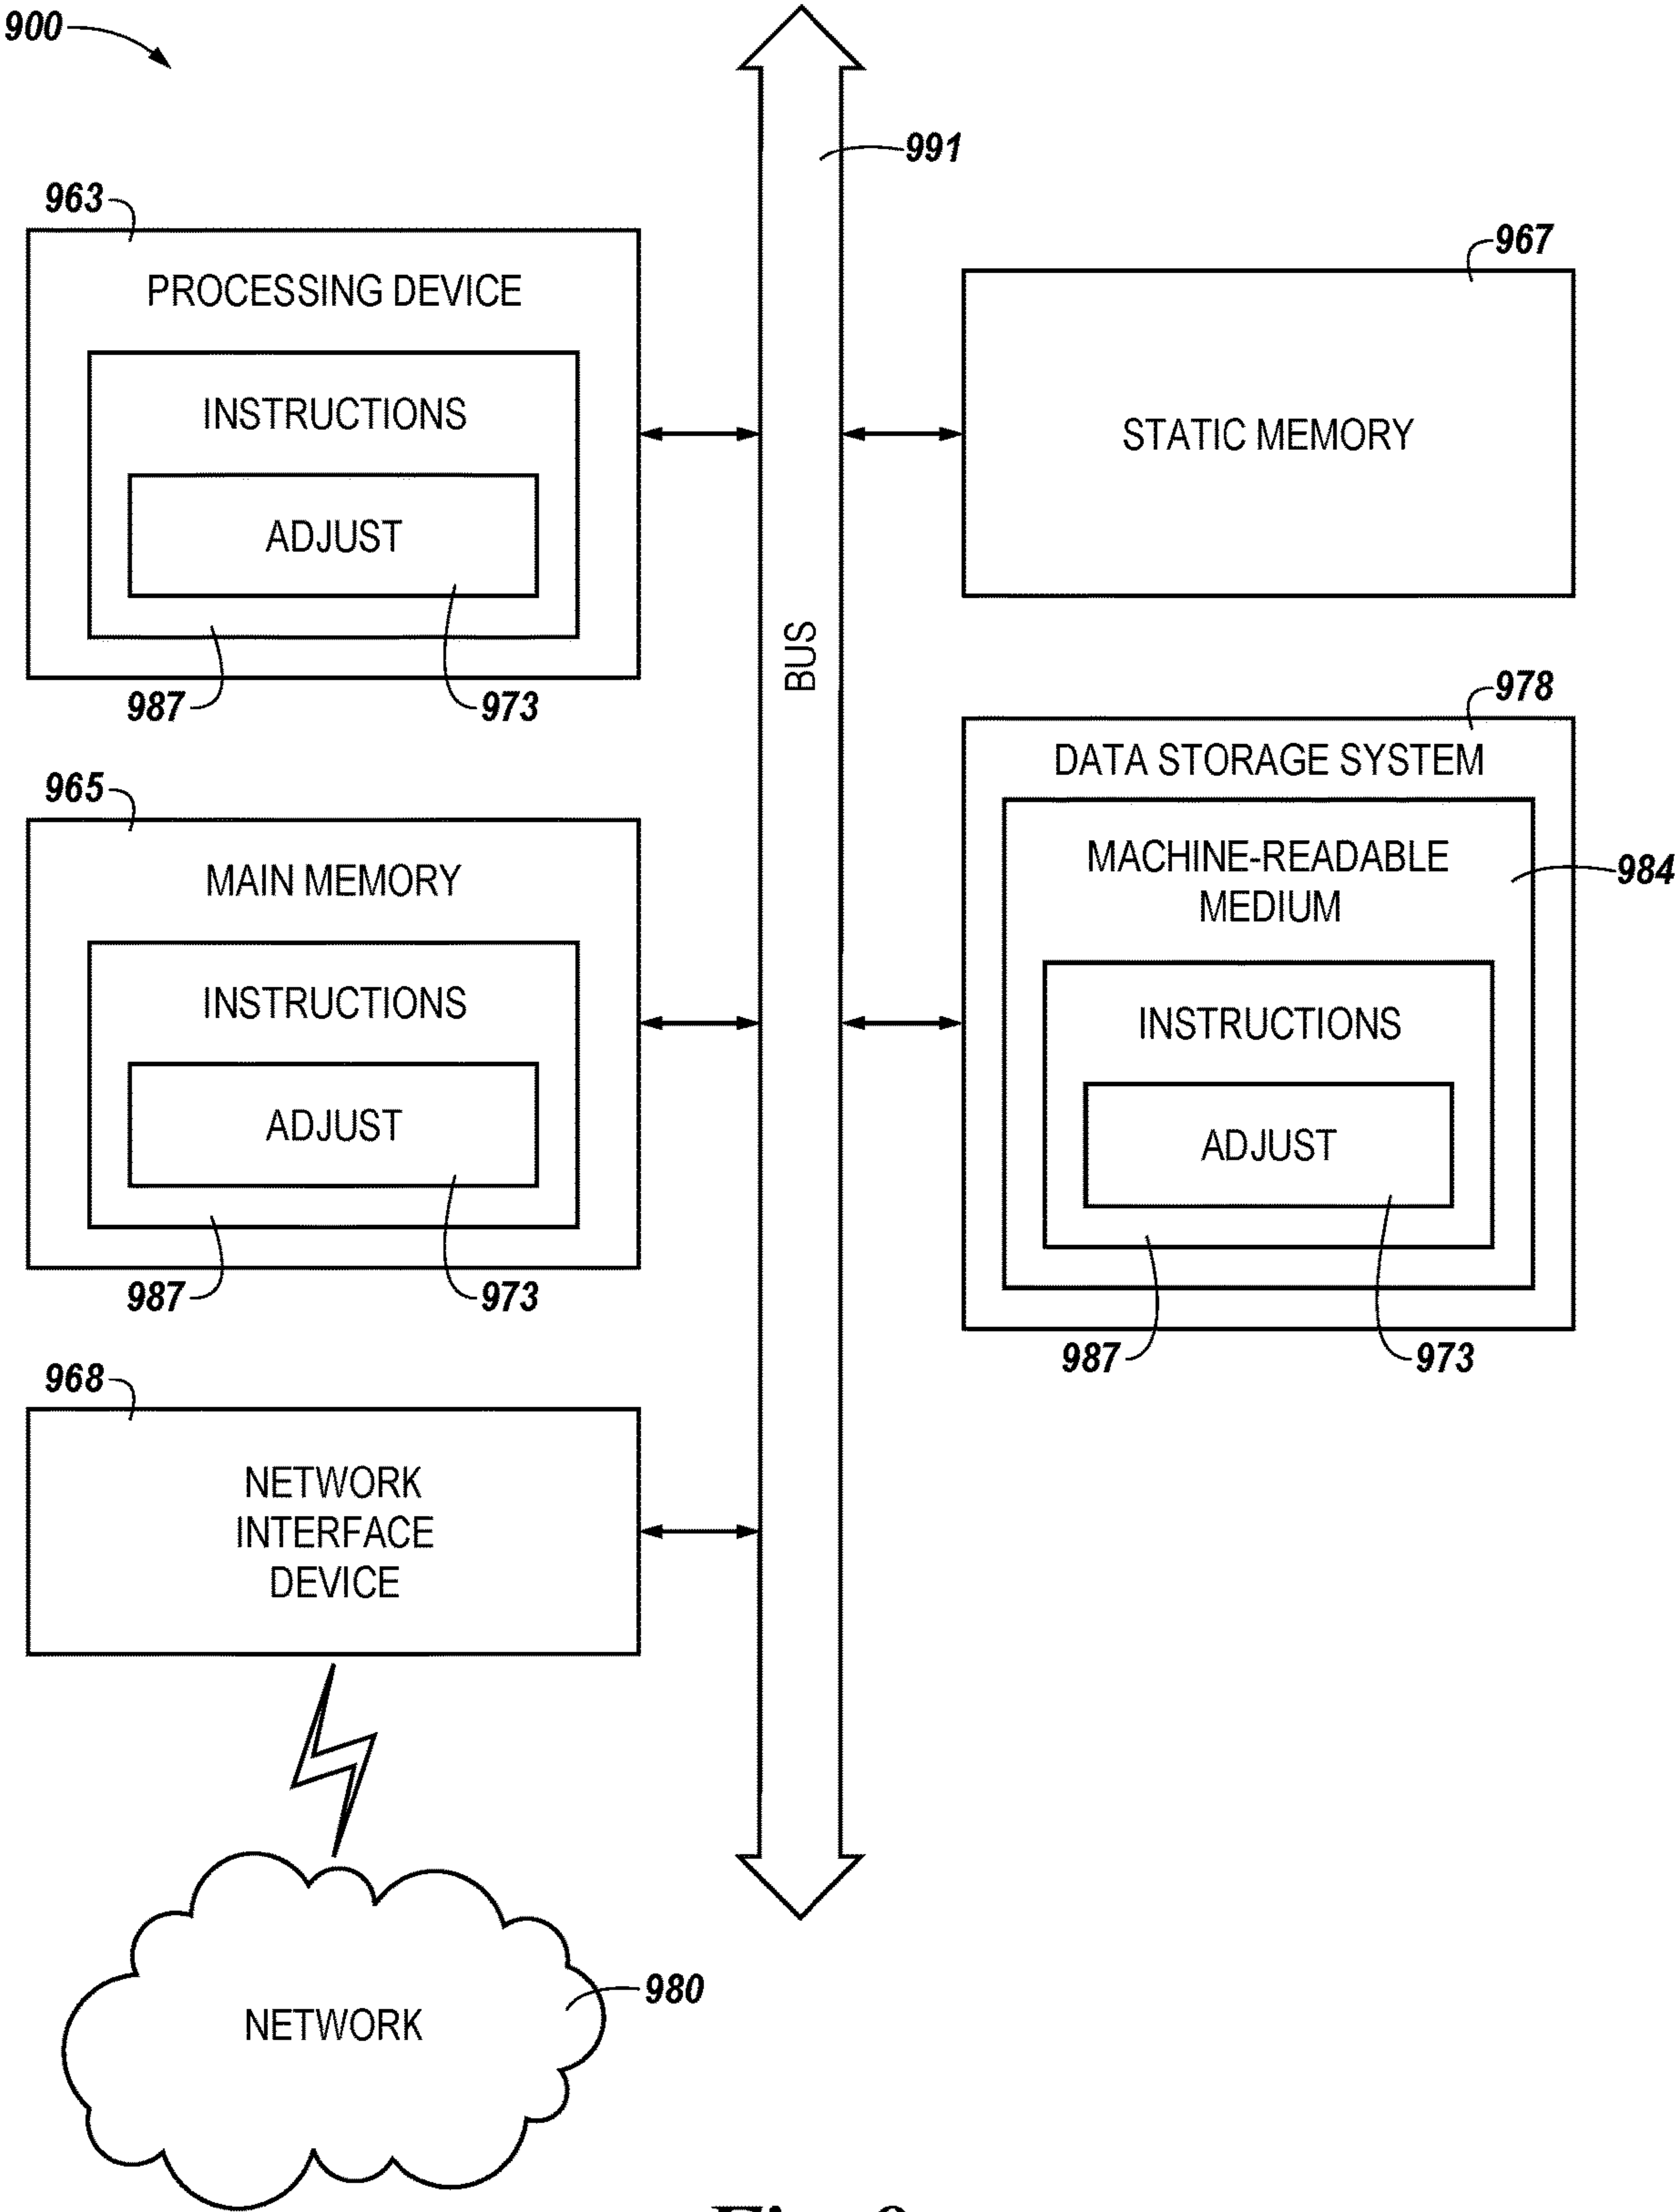 900
991
963
PROCESSING DEVICE
INSTRUCTIONS
ADJUST
987
973
967
STATIC MEMORY
BUS
965
MAIN MEMORY
INSTRUCTIONS
ADJUST
987
973
978
DATA STORAGE SYSTEM
MACHINE-READABLE
MEDIUM
984
INSTRUCTIONS
ADJUST
987
973
968
NETWORK
INTERFACE
DEVICE
NETWORK
980